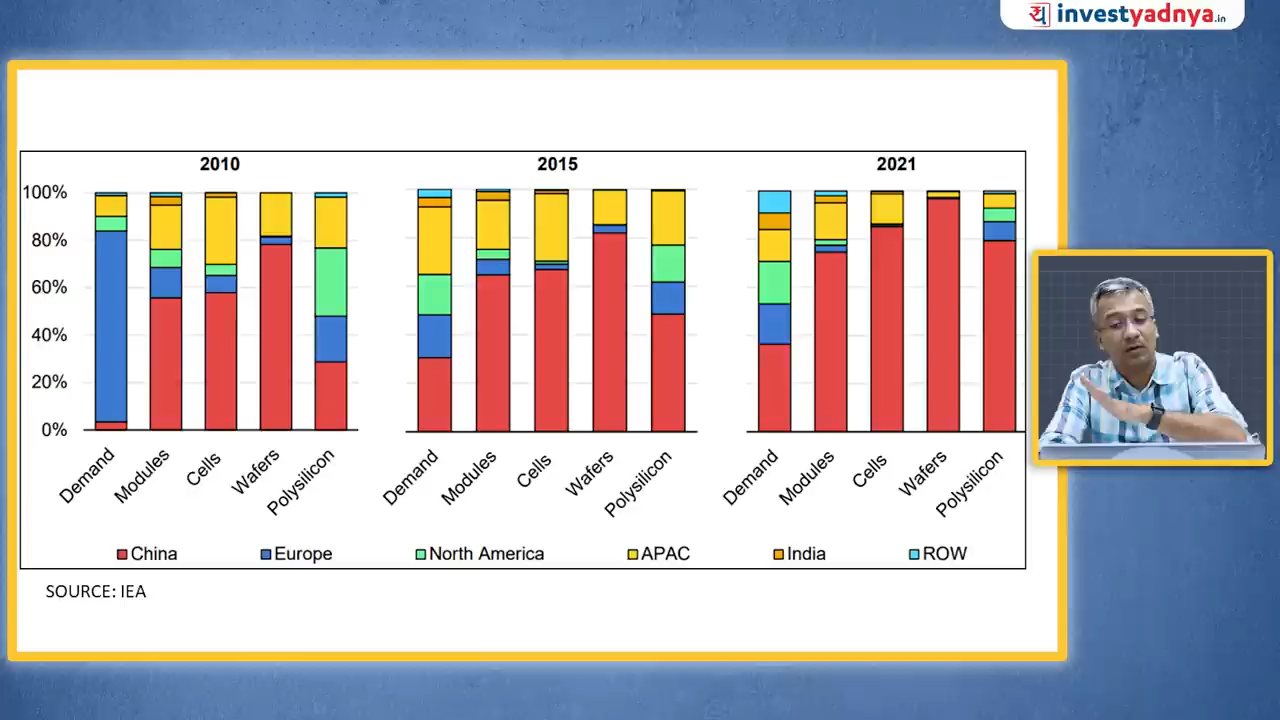 investyadnya.in
2010 2015 2021
100%
80%
60%
40%
20%
0%
Demand Modules Cells Wafers Polysilicon Demand Modules Cells Wafers Polysilicon Demand Modules Cells Wafers Polysilicon
China Europe North America APAC India ROW
SOURCE: IEA